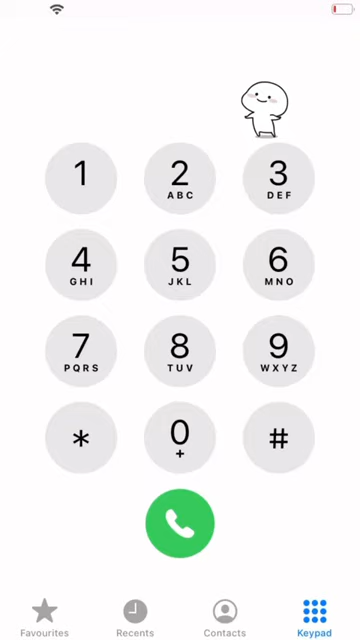 1 2 3
ABC DEF
4 5 6
GHI JKL MNO
7 8 9
PQRS TUV WXYZ
* 0 #
+
Favourites Recents Contacts Keypad